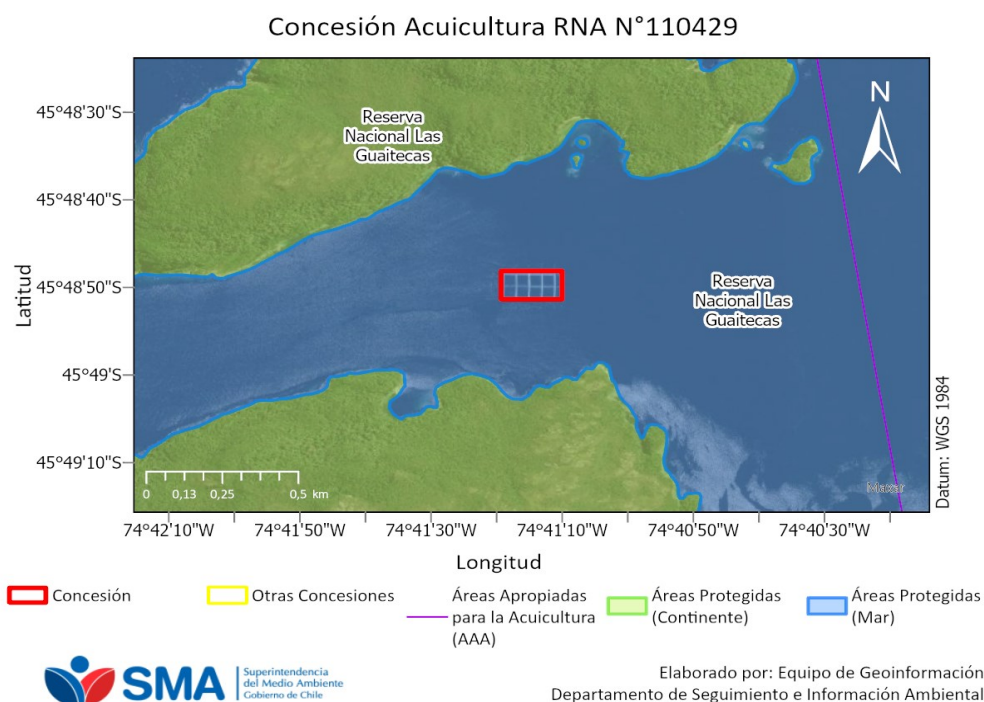 Concesión Acuicultura RNA N°110429
Latitud
45°48'30"S
45°48'40"S
45°48'50"S
45°49'S
45°49'10"S
Reserva
Nacional Las
Guaitecas
N
Reserva
Nacional Las
Guaitecas
Maxar
Datum: WGS 1984
0 0,13 0,25 0,5 km
74°42'10"W 74°41'50"W 74°41'30"W 74°41'10"W 74°40'50"W 74°40'30"W
Longitud
Concesión
Otras Concesiones
Áreas Apropiadas
para la Acuicultura
(AAA)
Áreas Protegidas
(Continente)
Áreas Protegidas
(Mar)
SMA
Superintendencia
del Medio Ambiente
Gobierno de Chile
Elaborado por: Equipo de Geoinformación
Departamento de Seguimiento e Información Ambiental